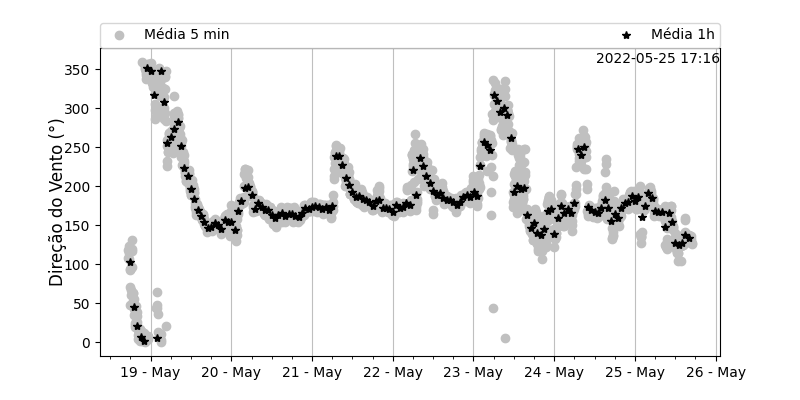 Média 5 min
Média 1h
2022-05-25 17:16
Direção do Vento (°)
350
300
250
200
150
100
50
0
19 - May
20 - May
21 - May
22 - May
23 - May
24 - May
25 - May
26 - May